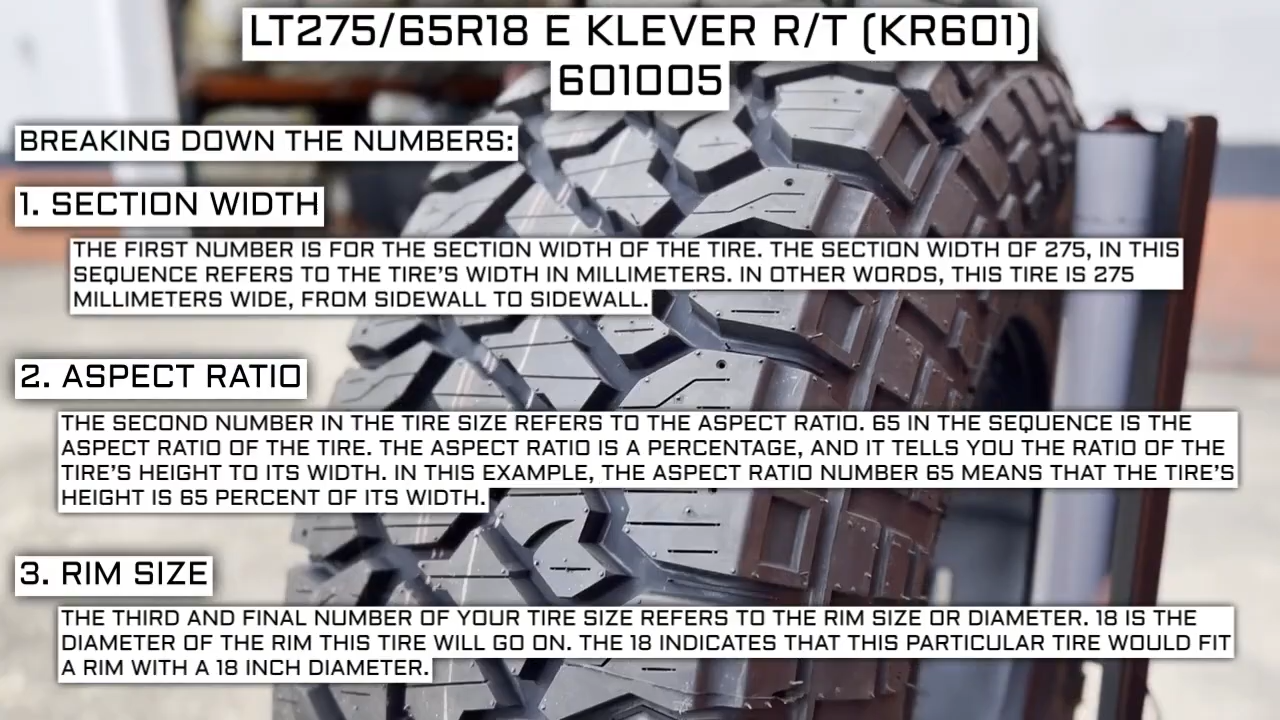 LT275/65R18 E KLEVER R/T (KR601)
601005
BREAKING DOWN THE NUMBERS:
1. SECTION WIDTH
THE FIRST NUMBER IS FOR THE SECTION WIDTH OF THE TIRE. THE SECTION WIDTH OF 275, IN THIS
SEQUENCE REFERS TO THE TIRE'S WIDTH IN MILLIMETERS. IN OTHER WORDS, THIS TIRE IS 275
MILLIMETERS WIDE, FROM SIDEWALL TO SIDEWALL.
2. ASPECT RATIO
THE SECOND NUMBER IN THE TIRE SIZE REFERS TO THE ASPECT RATIO. 65 IN THE SEQUENCE IS THE
ASPECT RATIO OF THE TIRE. THE ASPECT RATIO IS A PERCENTAGE, AND IT TELLS YOU THE RATIO OF THE
TIRE'S HEIGHT TO ITS WIDTH. IN THIS EXAMPLE, THE ASPECT RATIO NUMBER 65 MEANS THAT THE TIRE'S
HEIGHT IS 65 PERCENT OF ITS WIDTH.
3. RIM SIZE
THE THIRD AND FINAL NUMBER OF YOUR TIRE SIZE REFERS TO THE RIM SIZE OR DIAMETER. 18 IS THE
DIAMETER OF THE RIM THIS TIRE WILL GO ON. THE 18 INDICATES THAT THIS PARTICULAR TIRE WOULD FIT
A RIM WITH A 18 INCH DIAMETER.